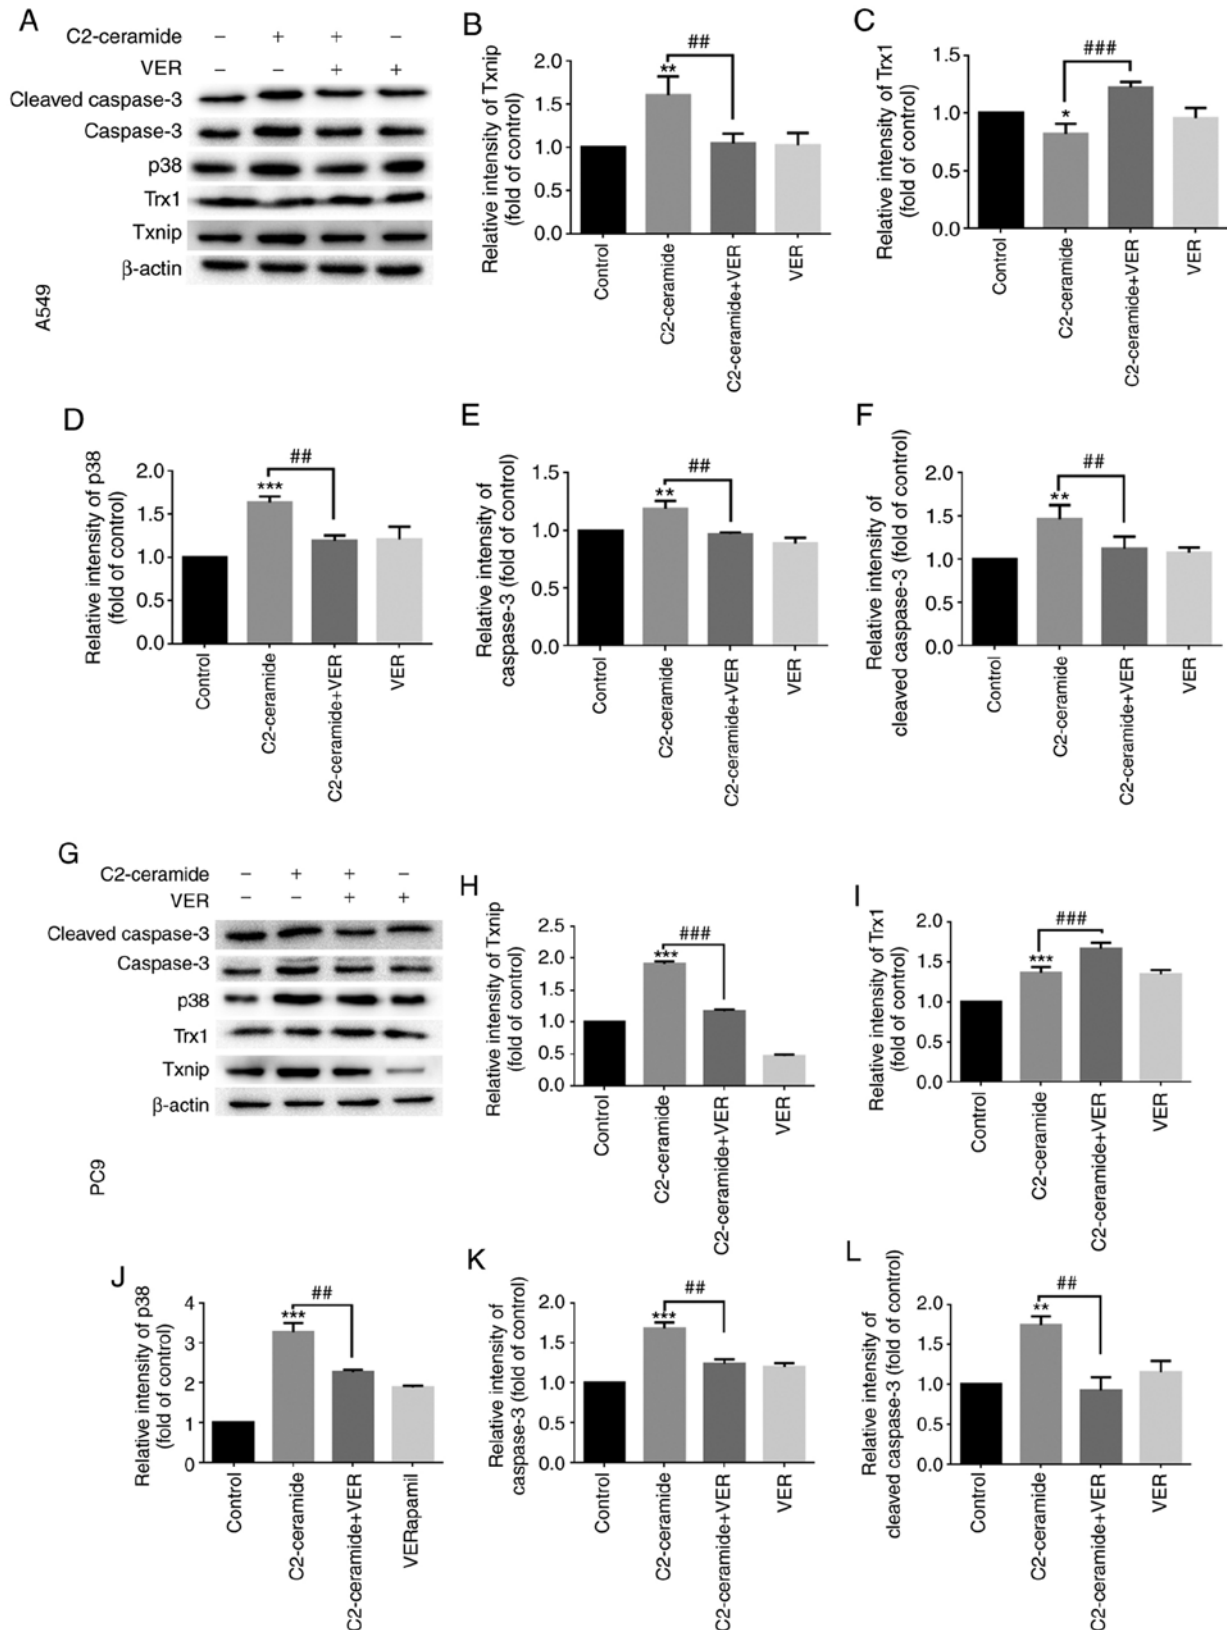 A
C2-ceramide − + + −
VER − − + +
Cleaved caspase-3
Caspase-3
p38
Trx1
Txnip
β-actin
A549
B
Relative intensity of Txnip
(fold of control)
2.0
1.5
1.0
0.5
0.0
**
##
Control
C2-ceramide
C2-ceramide+VER
VER
C
Relative intensity of Trx1
(fold of control)
1.5
1.0
0.5
0.0
*
###
Control
C2-ceramide
C2-ceramide+VER
VER
D
Relative intensity of p38
(fold of control)
2.0
1.5
1.0
0.5
0.0
***
##
Control
C2-ceramide
C2-ceramide+VER
VER
E
Relative intensity of
caspase-3 (fold of control)
1.5
1.0
0.5
0.0
**
##
Control
C2-ceramide
C2-ceramide+VER
VER
F
Relative intensity of
cleaved caspase-3 (fold of control)
2.0
1.5
1.0
0.5
0.0
**
##
Control
C2-ceramide
C2-ceramide+VER
VER
G
C2-ceramide − + + −
VER − − + +
Cleaved caspase-3
Caspase-3
p38
Trx1
Txnip
β-actin
PC9
H
Relative intensity of Txnip
(fold of control)
2.5
2.0
1.5
1.0
0.5
0.0
***
###
Control
C2-ceramide
C2-ceramide+VER
VER
I
Relative intensity of Trx1
(fold of control)
2.0
1.5
1.0
0.5
0.0
***
###
Control
C2-ceramide
C2-ceramide+VER
VER
J
Relative intensity of p38
(fold of control)
4
3
2
1
0
***
##
Control
C2-ceramide
C2-ceramide+VER
VERapamil
K
Relative intensity of
caspase-3 (fold of control)
2.0
1.5
1.0
0.5
0.0
***
##
Control
C2-ceramide
C2-ceramide+VER
VER
L
Relative intensity of
cleaved caspase-3 (fold of control)
2.0
1.5
1.0
0.5
0.0
**
##
Control
C2-ceramide
C2-ceramide+VER
VER